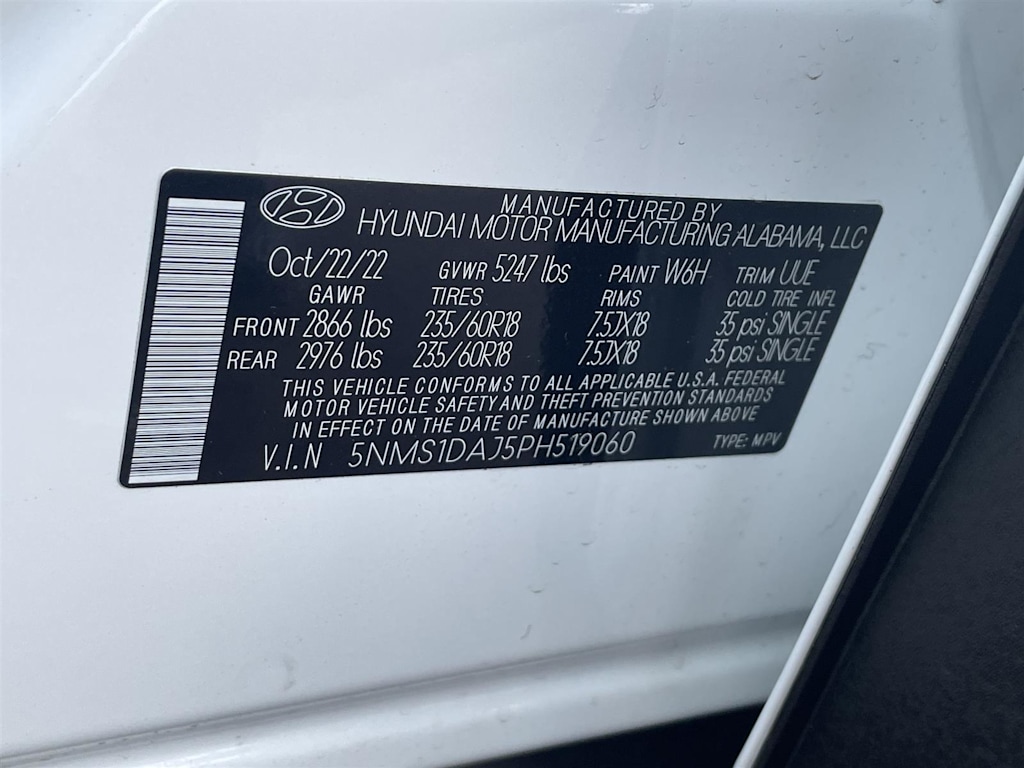 MANUFACTURED BY
HYUNDAI MOTOR MANUFACTURING ALABAMA, LLC
Oct/22/22 GVWR 5247 lbs PAINT W6H TRIM UUE
GAWR TIRES RIMS COLD TIRE INFL
FRONT 2866 lbs 235/60R18 7.5JX18 35 psi SINGLE
REAR 2976 lbs 235/60R18 7.5JX18 35 psi SINGLE
THIS VEHICLE CONFORMS TO ALL APPLICABLE U.S.A. FEDERAL
MOTOR VEHICLE SAFETY AND THEFT PREVENTION STANDARDS
IN EFFECT ON THE DATE OF MANUFACTURE SHOWN ABOVE
V.I.N 5NMS1DAJ5PH519060 TYPE: MPV